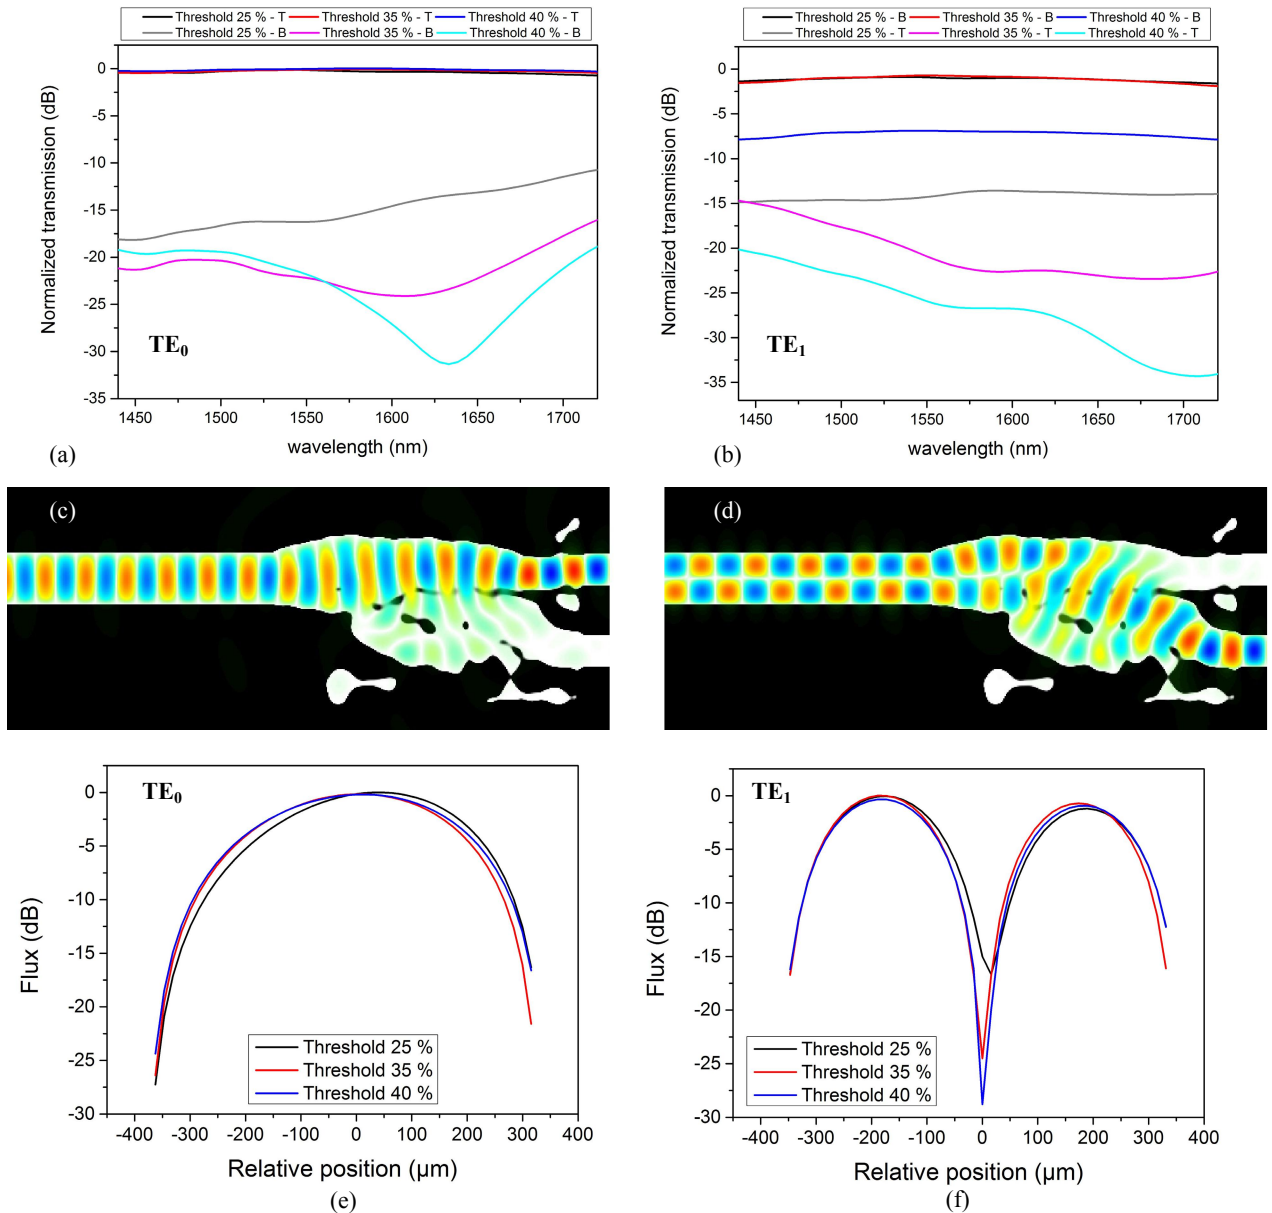 Threshold 25 % - T Threshold 35 % - T Threshold 40 % - T
Threshold 25 % - B Threshold 35 % - B Threshold 40 % - B
0
-5
-10
-15
-20
-25
-30
-35
Normalized transmission (dB)
TE0
1450 1500 1550 1600 1650 1700
wavelength (nm)
(a)
Threshold 25 % - B Threshold 35 % - B Threshold 40 % - B
Threshold 25 % - T Threshold 35 % - T Threshold 40 % - T
0
-5
-10
-15
-20
-25
-30
-35
Normalized transmission (dB)
TE1
1450 1500 1550 1600 1650 1700
wavelength (nm)
(b)
(c)
(d)
0
-5
-10
-15
-20
-25
-30
Flux (dB)
TE0
Threshold 25 %
Threshold 35 %
Threshold 40 %
-400 -300 -200 -100 0 100 200 300 400
Relative position (μm)
(e)
0
-5
-10
-15
-20
-25
-30
Flux (dB)
TE1
Threshold 25 %
Threshold 35 %
Threshold 40 %
-400 -300 -200 -100 0 100 200 300 400
Relative position (μm)
(f)